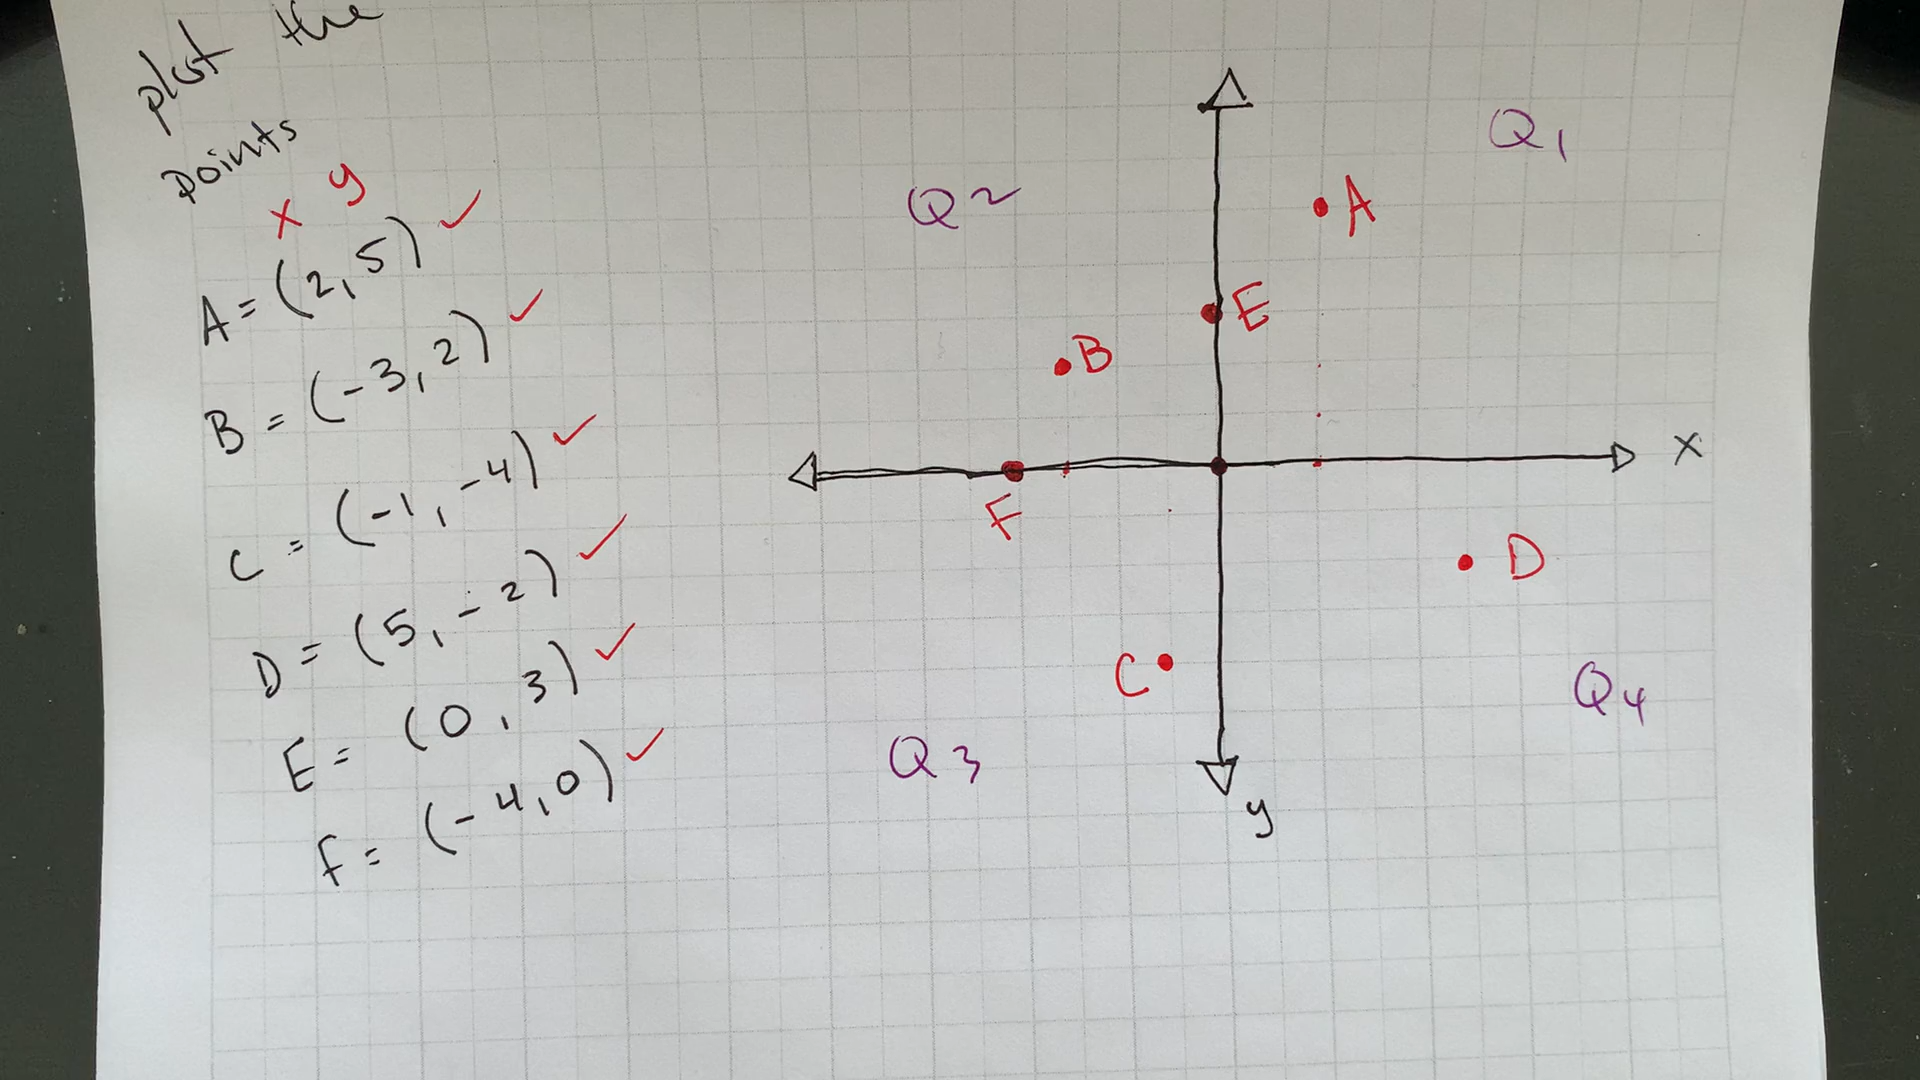 plot the
points
x y
A = (2, 5) ✓
B = (-3, 2) ✓
C = (-1, -4) ✓
D = (5, -2) ✓
E = (0, 3) ✓
F = (-4, 0) ✓
Q1
Q2
A
E
B
x
F
D
C
Q4
Q3
y